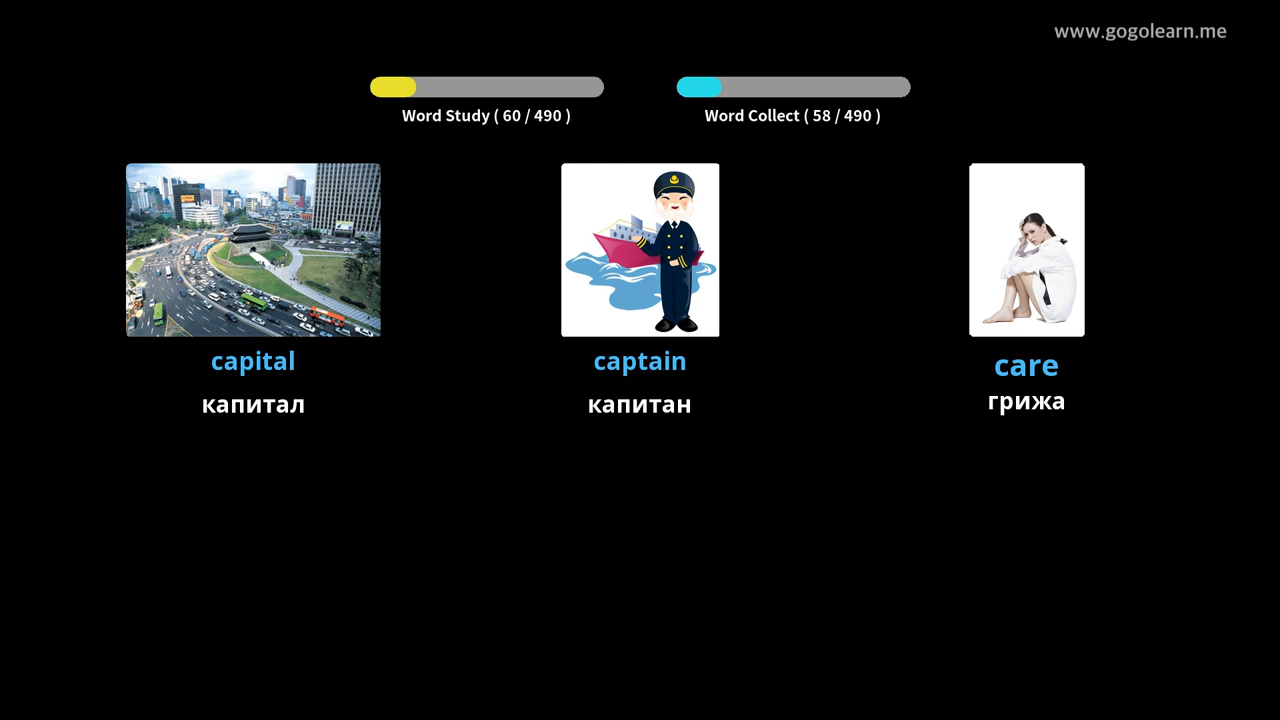 www.gogolearn.me
Word Study ( 60 / 490 )
Word Collect ( 58 / 490 )
capital
captain
care
капитал
капитан
грижа